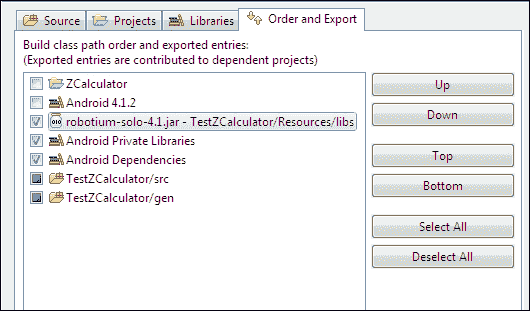 Source Projects Libraries Order and Export
Build class path order and exported entries:
(Exported entries are contributed to dependent projects)
ZCalculator
Android 4.1.2
robotium-solo-4.1.jar - TestZCalculator/Resources/libs
Android Private Libraries
Android Dependencies
TestZCalculator/src
TestZCalculator/gen
Up
Down
Top
Bottom
Select All
Deselect All